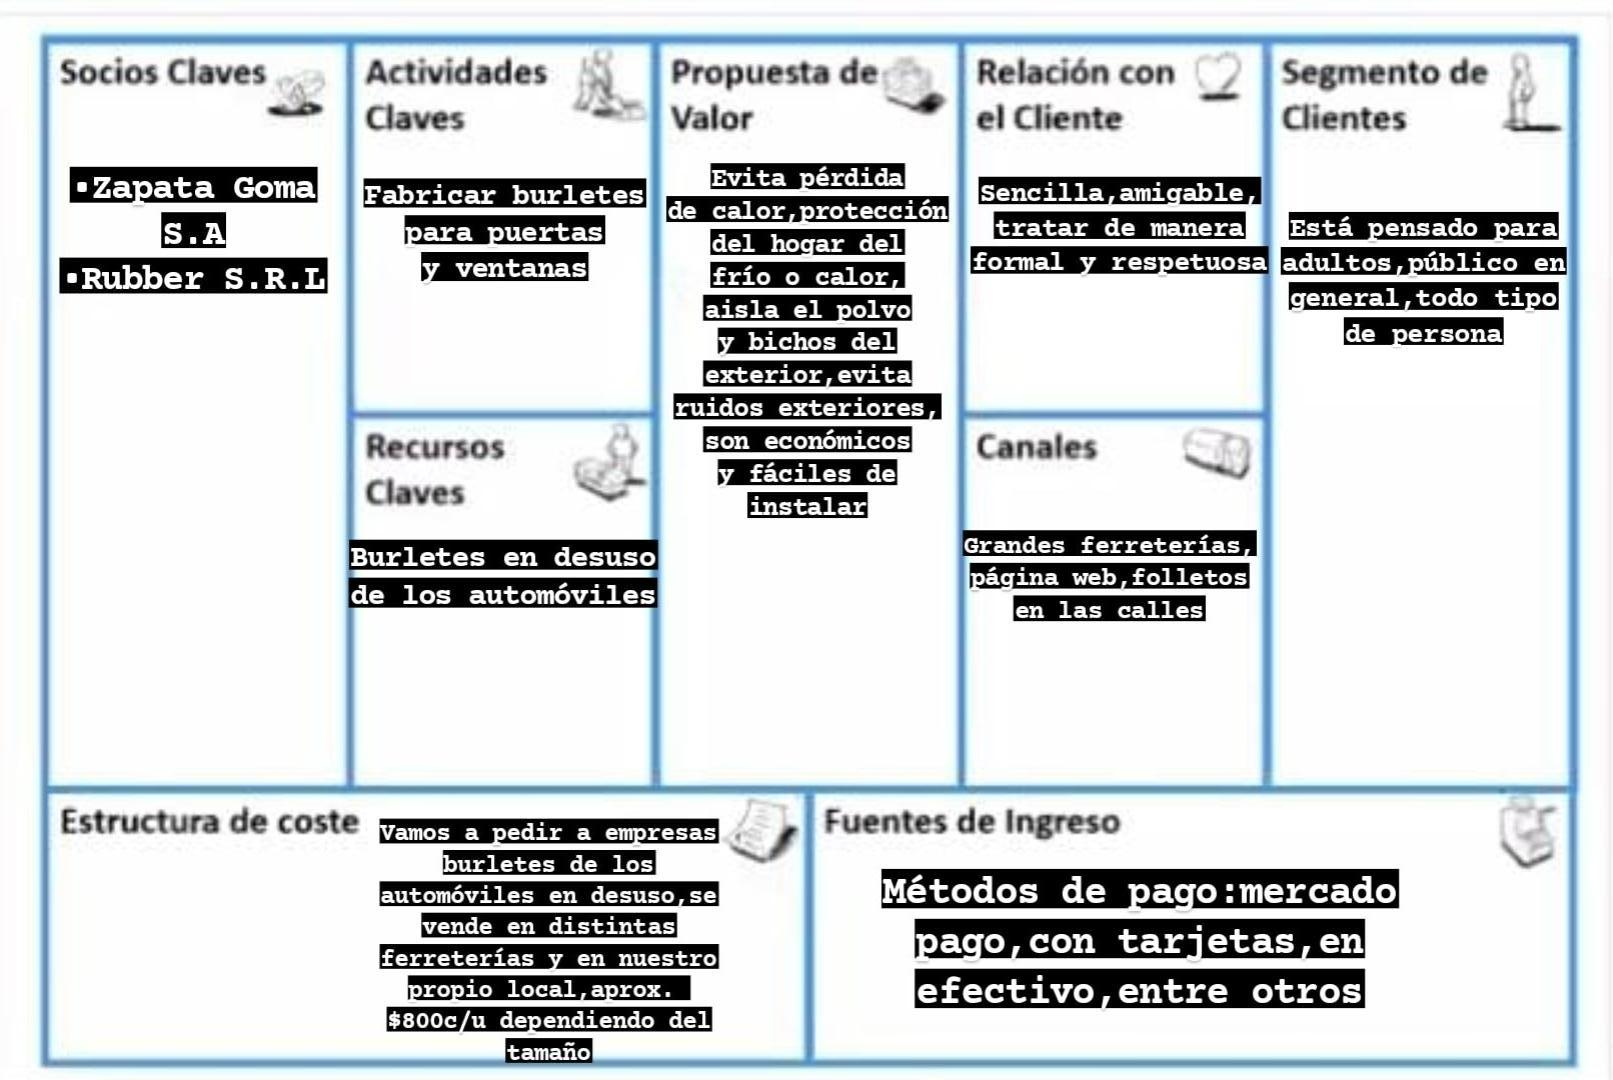 Socios Claves
•Zapata Goma
S.A
•Rubber S.R.L
Actividades
Claves
Fabricar burletes
para puertas
y ventanas
Recursos
Claves
Burletes en desuso
de los automóviles
Propuesta de
Valor
Evita pérdida
de calor,protección
del hogar del
frío o calor,
aisla el polvo
y bichos del
exterior,evita
ruidos exteriores,
son económicos
y fáciles de
instalar
Relación con
el Cliente
Sencilla,amigable,
tratar de manera
formal y respetuosa
Canales
Grandes ferreterías,
página web,folletos
en las calles
Segmento de
Clientes
Está pensado para
adultos,público en
general,todo tipo
de persona
Estructura de coste
Vamos a pedir a empresas
burletes de los
automóviles en desuso,se
vende en distintas
ferreterías y en nuestro
propio local,aprox.
$800c/u dependiendo del
tamaño
Fuentes de Ingreso
Métodos de pago:mercado
pago,con tarjetas,en
efectivo,entre otros